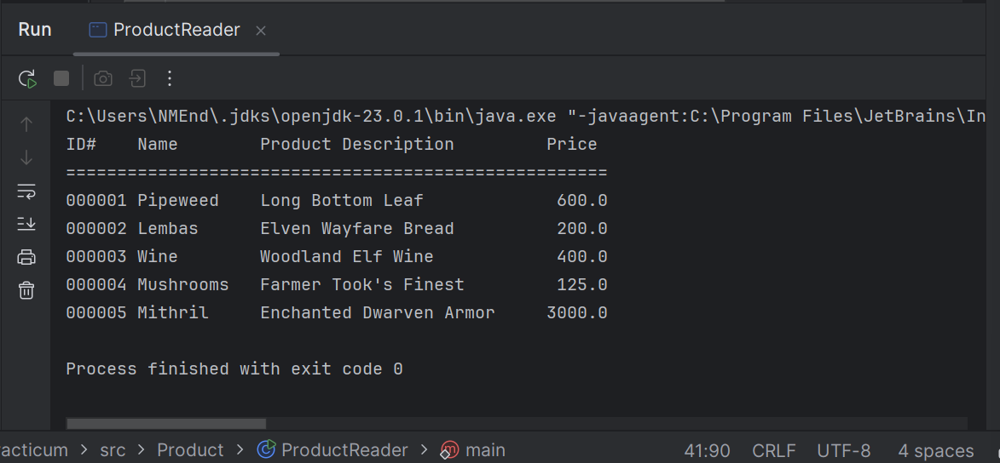 Run ProductReader
C:\Users\NMEnd\.jdks\openjdk-23.0.1\bin\java.exe "-javaagent:C:\Program Files\JetBrains\In
ID#    Name        Product Description         Price
=====================================================
000001 Pipeweed    Long Bottom Leaf             600.0
000002 Lembas      Elven Wayfare Bread          200.0
000003 Wine        Woodland Elf Wine            400.0
000004 Mushrooms   Farmer Took's Finest         125.0
000005 Mithril     Enchanted Dwarven Armor     3000.0
Process finished with exit code 0
acticum > src > Product > ProductReader > main 41:90 CRLF UTF-8 4 spaces